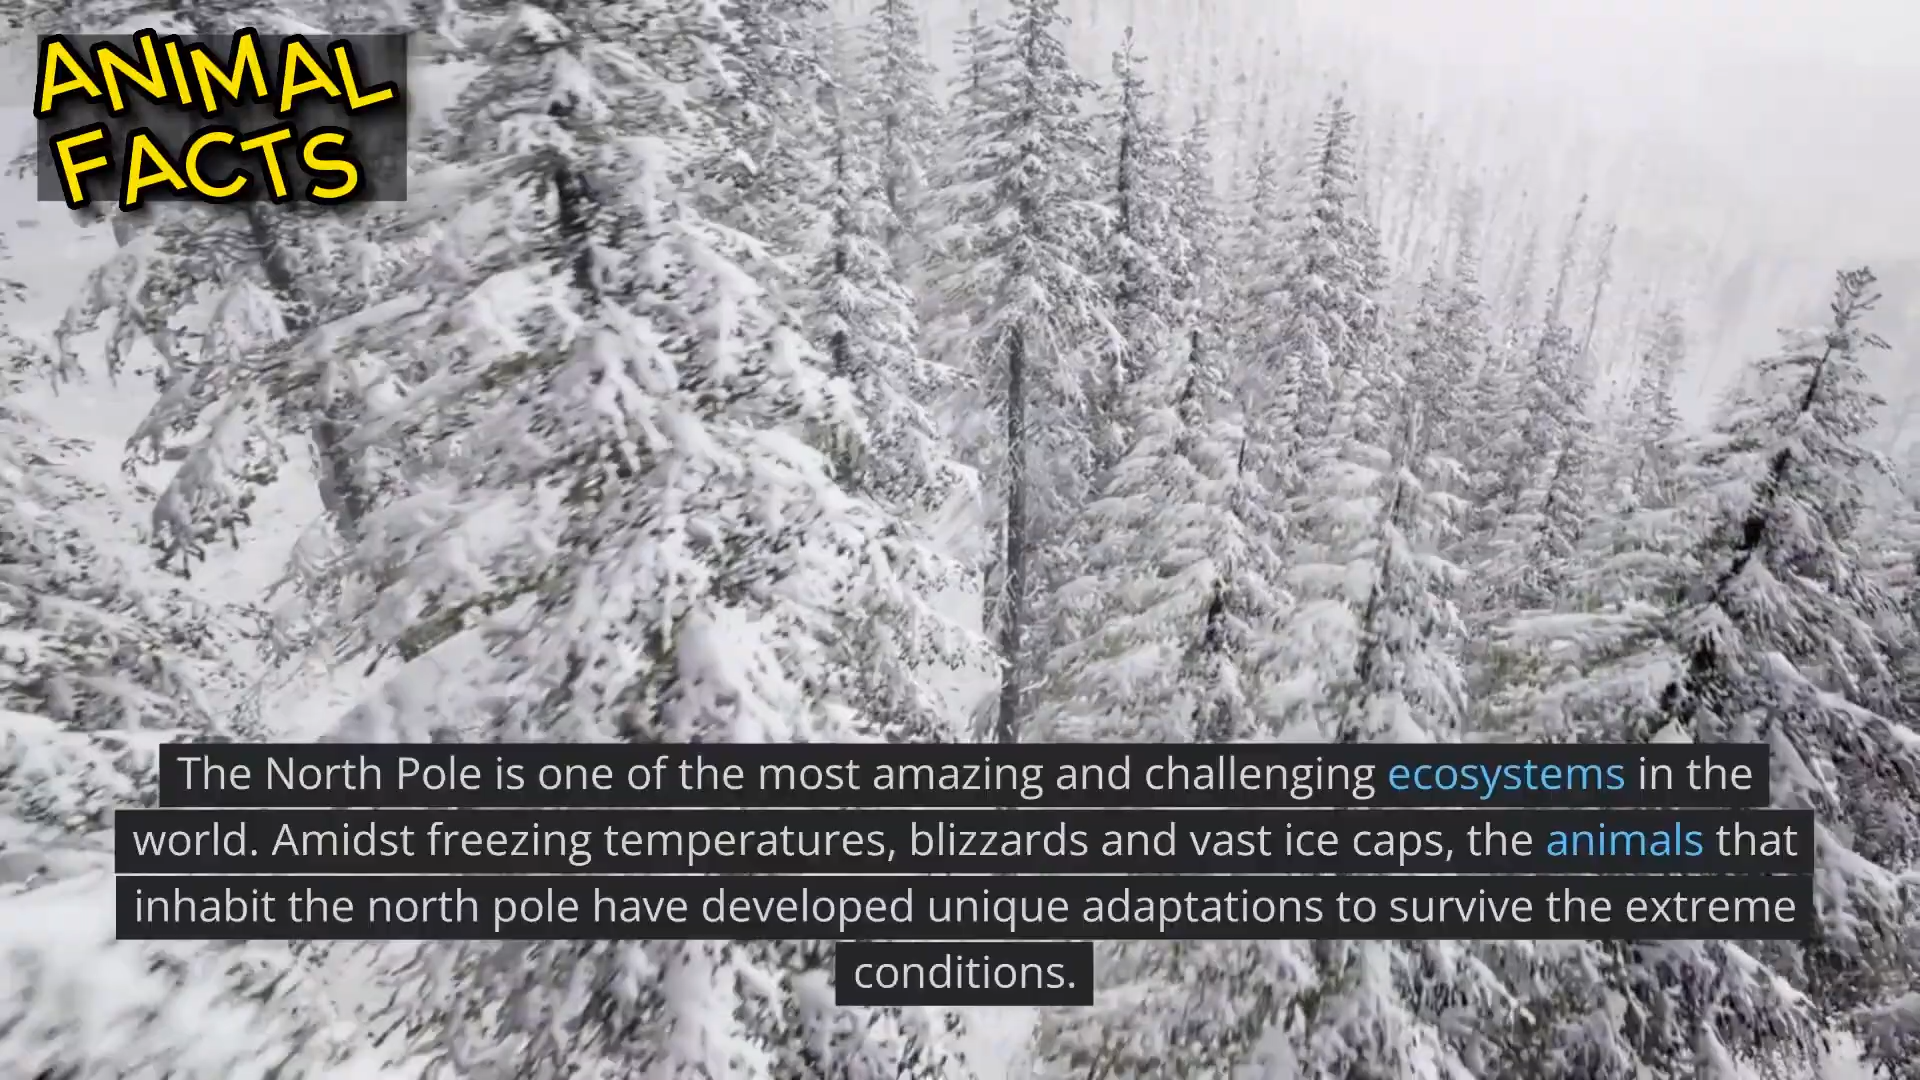 ANIMAL
FACTS
The North Pole is one of the most amazing and challenging ecosystems in the
world. Amidst freezing temperatures, blizzards and vast ice caps, the animals that
inhabit the north pole have developed unique adaptations to survive the extreme
conditions.